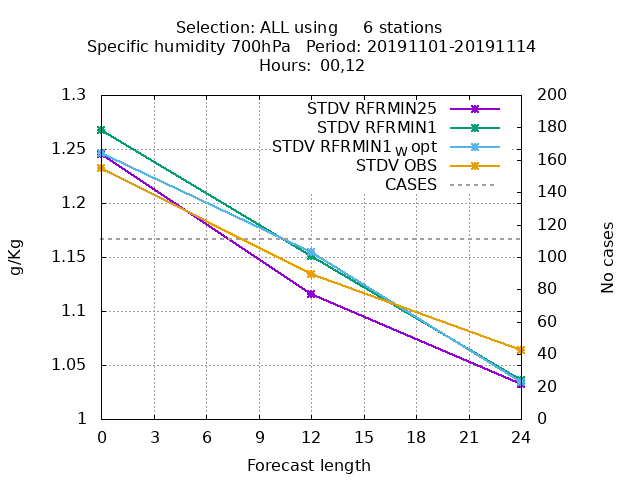 Selection: ALL using 6 stations
Specific humidity 700hPa Period: 20191101-20191114
Hours: 00,12
STDV RFRMIN25
STDV RFRMIN1
STDV RFRMIN1 w opt
STDV OBS
CASES
1.3
1.25
1.2
1.15
1.1
1.05
1
200
180
160
140
120
100
80
60
40
20
0
g/Kg
No cases
0 3 6 9 12 15 18 21 24
Forecast length